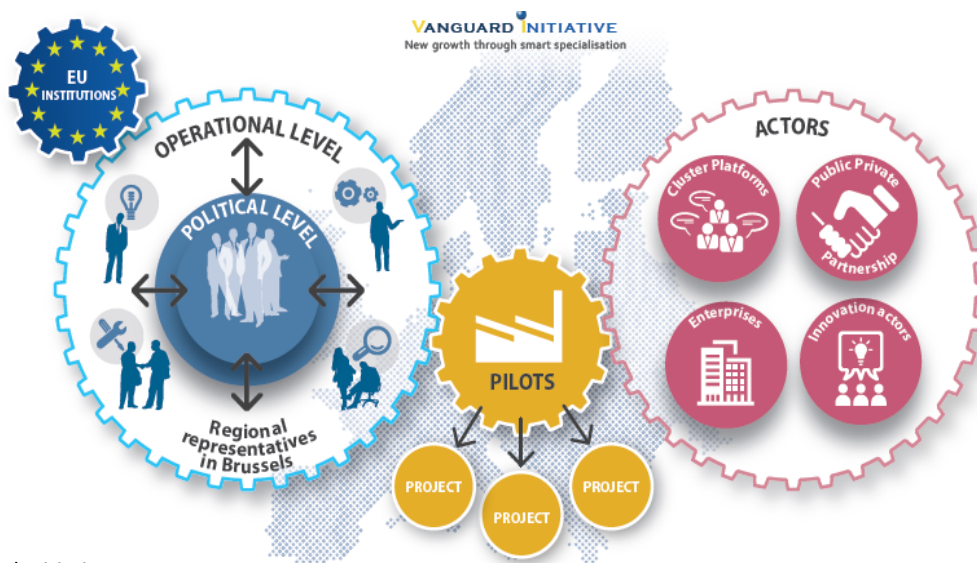 VANGUARD INITIATIVE
New growth through smart specialisation
EU
INSTITUTIONS
OPERATIONAL LEVEL
POLITICAL LEVEL
Regional
representatives
in Brussels
PILOTS
PROJECT
PROJECT
PROJECT
ACTORS
Cluster Platforms
Public Private
Partnership
Enterprises
Innovation actors